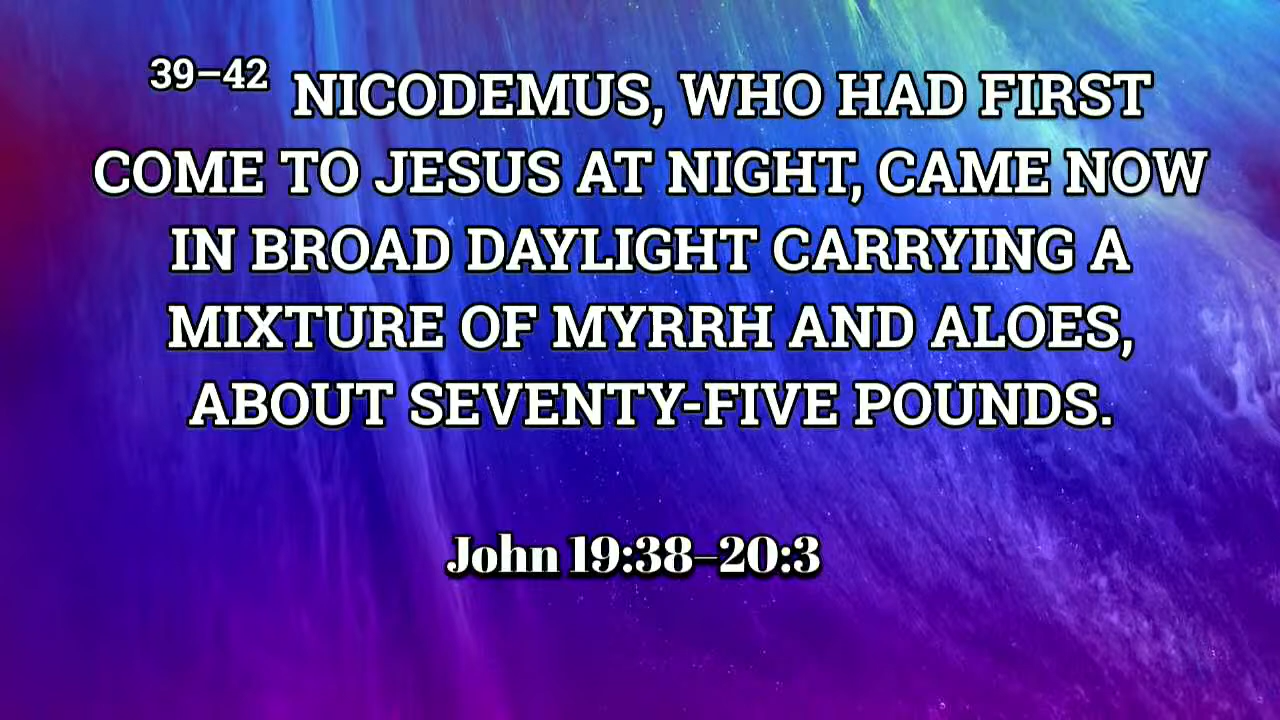 39–42 NICODEMUS, WHO HAD FIRST
COME TO JESUS AT NIGHT, CAME NOW
IN BROAD DAYLIGHT CARRYING A
MIXTURE OF MYRRH AND ALOES,
ABOUT SEVENTY-FIVE POUNDS.
John 19:38–20:3